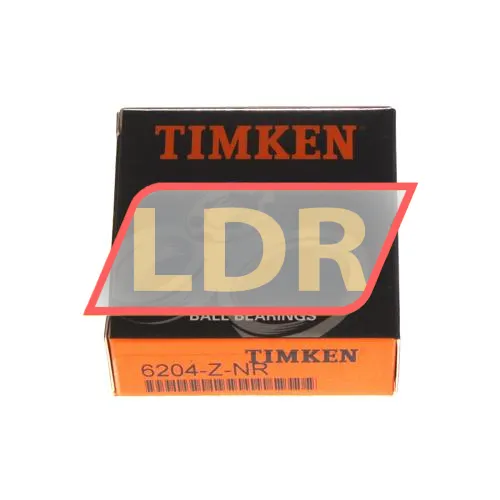 TIMKEN
LDR
BALL BEARINGS
TIMKEN
6204-Z-NR